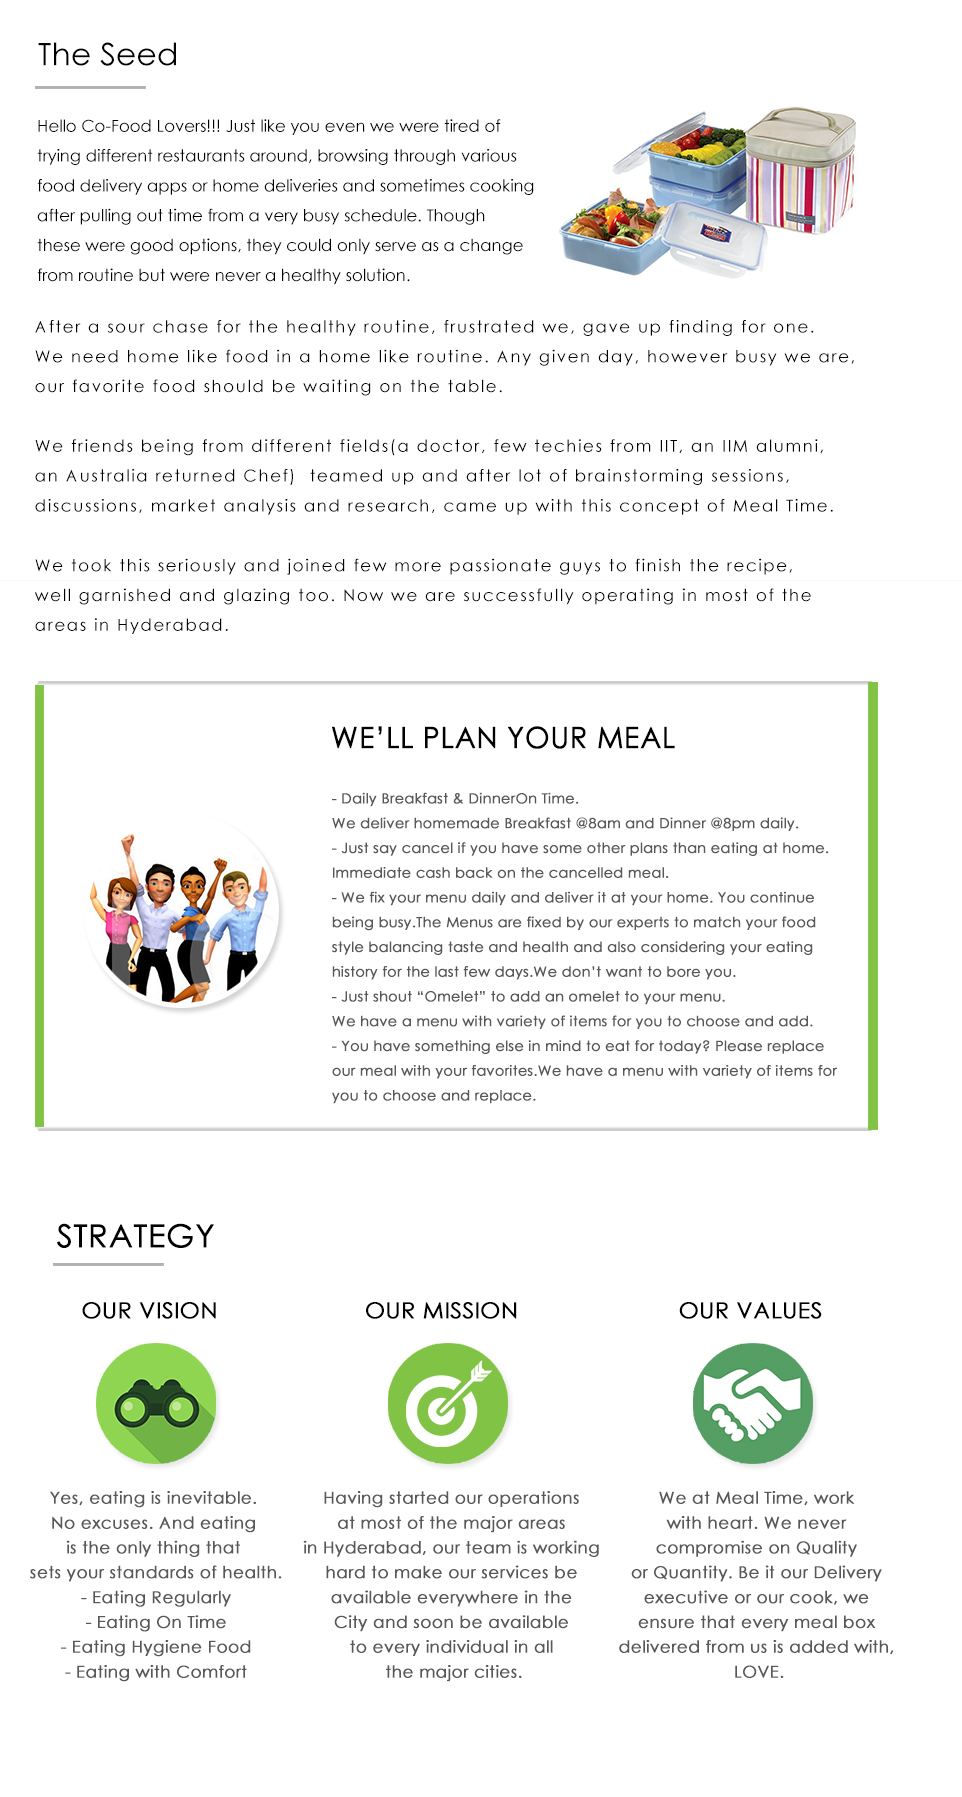 The Seed
Hello Co-Food Lovers!!! Just like you even we were tired of
trying different restaurants around, browsing through various
food delivery apps or home deliveries and sometimes cooking
after pulling out time from a very busy schedule. Though
these were good options, they could only serve as a change
from routine but were never a healthy solution.
After a sour chase for the healthy routine, frustrated we, gave up finding for one.
We need home like food in a home like routine. Any given day, however busy we are,
our favorite food should be waiting on the table.
We friends being from different fields(a doctor, few techies from IIT, an IIM alumni,
an Australia returned Chef)  teamed up and after lot of brainstorming sessions,
discussions, market analysis and research, came up with this concept of Meal Time.
We took this seriously and joined few more passionate guys to finish the recipe,
well garnished and glazing too. Now we are successfully operating in most of the
areas in Hyderabad.
WE’LL PLAN YOUR MEAL
- Daily Breakfast & DinnerOn Time.
We deliver homemade Breakfast @8am and Dinner @8pm daily.
- Just say cancel if you have some other plans than eating at home.
Immediate cash back on the cancelled meal.
- We fix your menu daily and deliver it at your home. You continue
being busy.The Menus are fixed by our experts to match your food
style balancing taste and health and also considering your eating
history for the last few days.We don’t want to bore you.
- Just shout “Omelet” to add an omelet to your menu.
We have a menu with variety of items for you to choose and add.
- You have something else in mind to eat for today? Please replace
our meal with your favorites.We have a menu with variety of items for
you to choose and replace.
STRATEGY
OUR VISION
Yes, eating is inevitable.
No excuses. And eating
is the only thing that
sets your standards of health.
- Eating Regularly
- Eating On Time
- Eating Hygiene Food
- Eating with Comfort
OUR MISSION
Having started our operations
at most of the major areas
in Hyderabad, our team is working
hard to make our services be
available everywhere in the
City and soon be available
to every individual in all
the major cities.
OUR VALUES
We at Meal Time, work
with heart. We never
compromise on Quality
or Quantity. Be it our Delivery
executive or our cook, we
ensure that every meal box
delivered from us is added with,
LOVE.